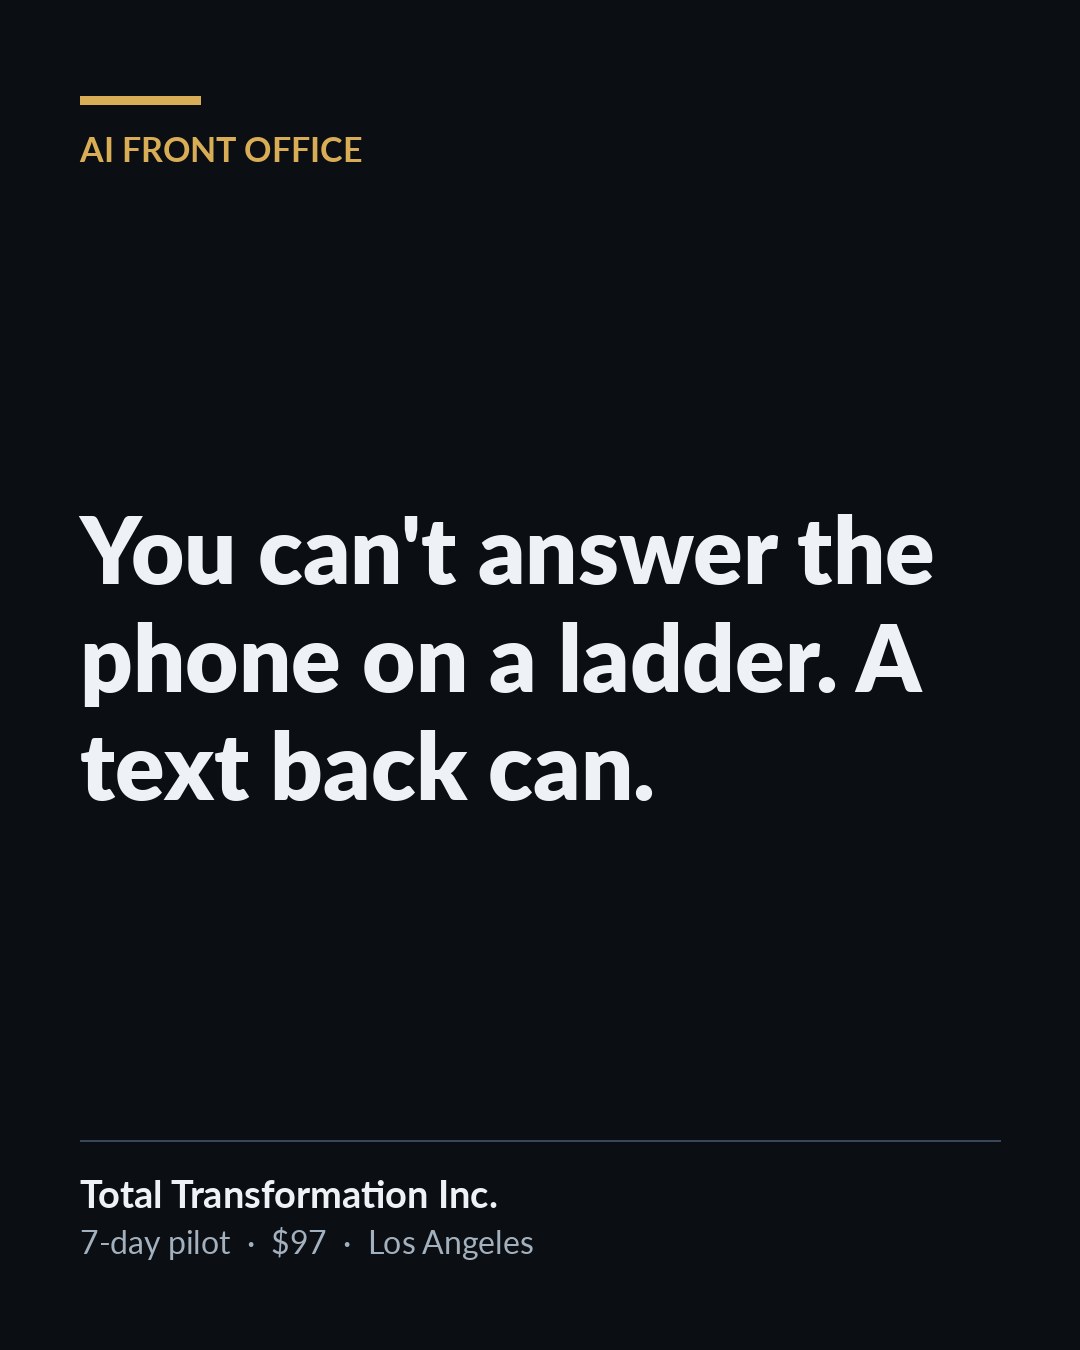 AI FRONT OFFICE
You can't answer the
phone on a ladder. A
text back can.
Total Transformation Inc.
7-day pilot · $97 · Los Angeles